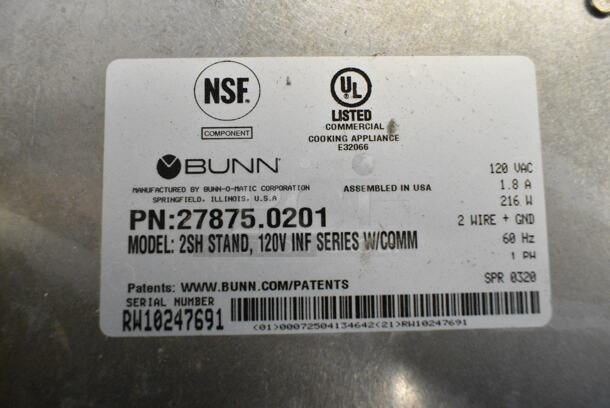 NSF
COMPONENT
UL
LISTED
COMMERCIAL
COOKING APPLIANCE
E32066
BUNN
MANUFACTURED BY BUNN-O-MATIC CORPORATION
SPRINGFIELD, ILLINOIS, U.S.A
ASSEMBLED IN USA
120 VAC
1.8 A
216 W
2 WIRE + GND
60 Hz
1 PH
PN:27875.0201
MODEL: 2SH STAND, 120V INF SERIES W/COMM
Patents: WWW.BUNN.COM/PATENTS
SPR 0320
SERIAL NUMBER
RW10247691
(01)00072504134642(21)RW10247691